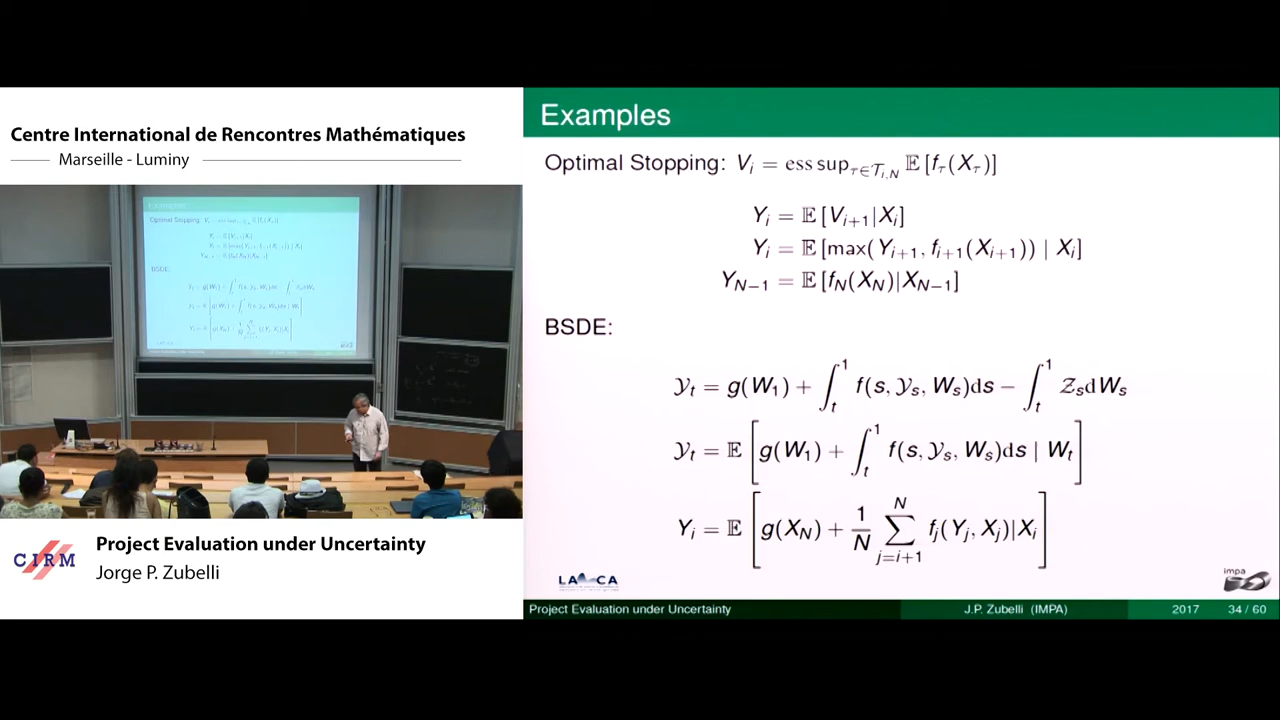 Centre International de Rencontres Mathématiques
Marseille - Luminy
Examples
Optimal Stopping: V_i = ess sup_{τ∈𝒯_{i,N}} 𝔼 [f_τ(X_τ)]
Y_i = 𝔼 [V_{i+1}|X_i]
Y_i = 𝔼 [max(Y_{i+1}, f_{i+1}(X_{i+1})) | X_i]
Y_{N−1} = 𝔼 [f_N(X_N)|X_{N−1}]
BSDE:
𝒴_t = g(W_1) + ∫_t^1 f(s, 𝒴_s, W_s)ds − ∫_t^1 𝒵_s dW_s
𝒴_t = 𝔼 [g(W_1) + ∫_t^1 f(s, 𝒴_s, W_s)ds | W_t]
Y_i = 𝔼 [g(X_N) + 1/N ∑_{j=i+1}^N f_j(Y_j, X_j)|X_i]
CIRM
Project Evaluation under Uncertainty
Jorge P. Zubelli
impa
Project Evaluation under Uncertainty
J.P. Zubelli (IMPA)
2017
34 / 60